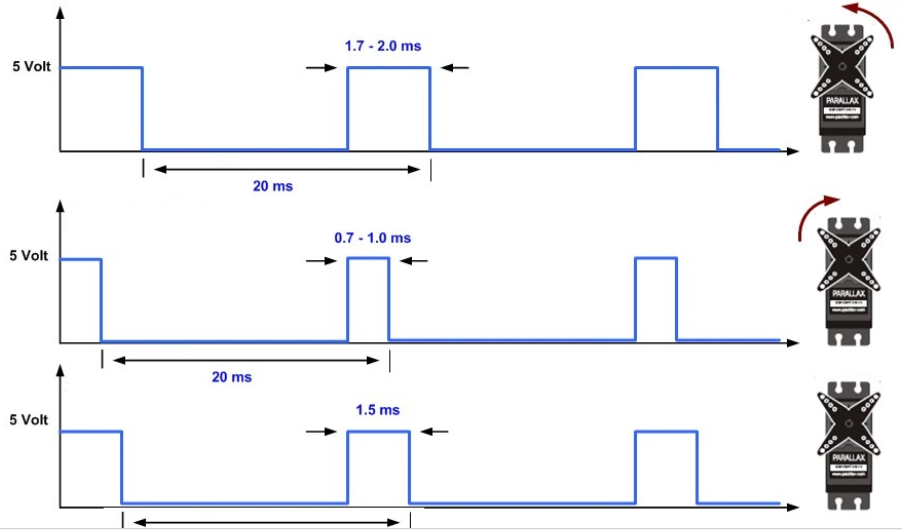 1.7 - 2.0 ms
5 Volt
PARALLAX
20 ms
0.7 - 1.0 ms
5 Volt
PARALLAX
20 ms
1.5 ms
5 Volt
PARALLAX